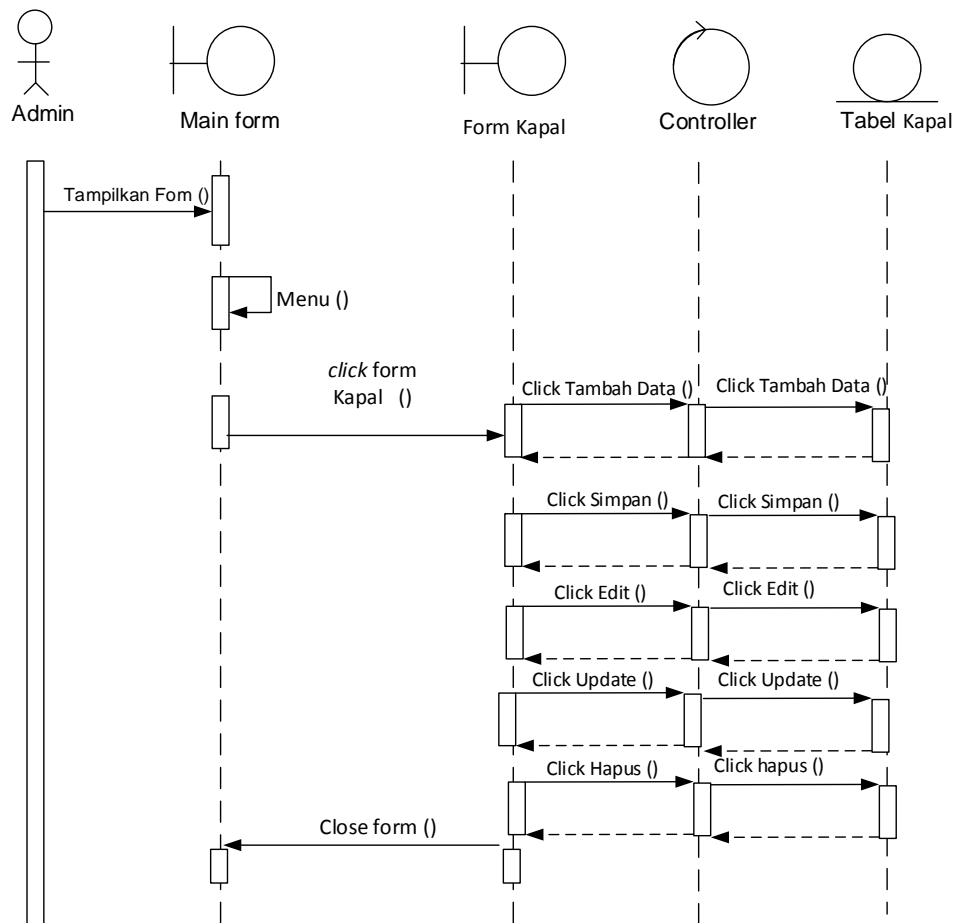 Admin
Main form
Form Kapal
Controller
Tabel Kapal
Tampilkan Fom ()
Menu ()
click form
Kapal ()
Click Tambah Data ()
Click Tambah Data ()
Click Simpan ()
Click Simpan ()
Click Edit ()
Click Edit ()
Click Update ()
Click Update ()
Click Hapus ()
Click hapus ()
Close form ()